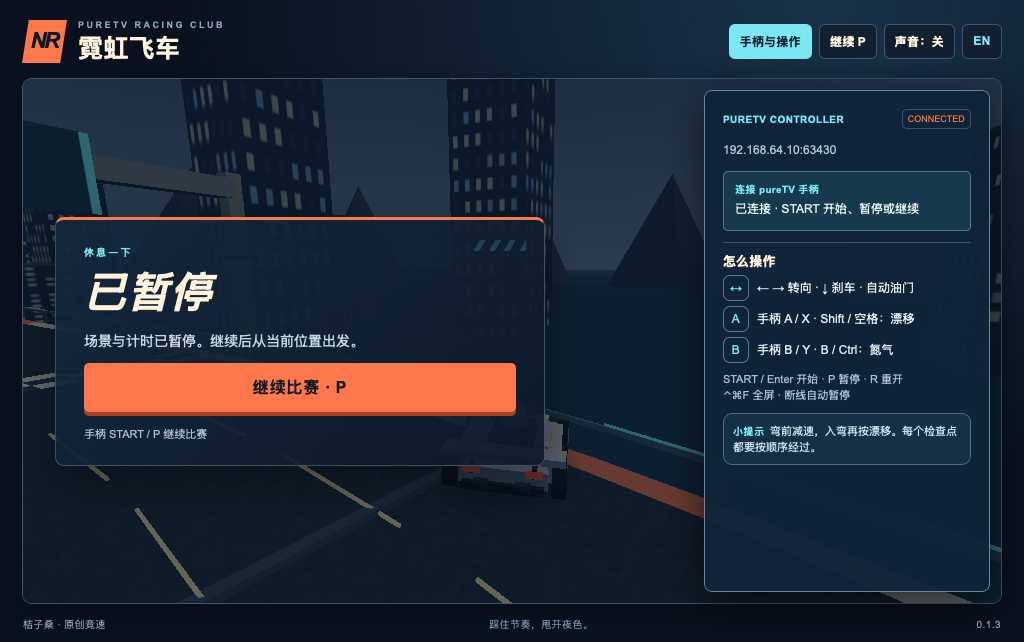 NR
PURETV RACING CLUB
霓虹飞车
手柄与操作
继续 P
声音：关
EN
休息一下
已暂停
场景与计时已暂停。继续后从当前位置出发。
继续比赛 · P
手柄 START / P 继续比赛
PURETV CONTROLLER
CONNECTED
192.168.64.10:63430
连接 pureTV 手柄
已连接 · START 开始、暂停或继续
怎么操作
↔ ← → 转向 · ↓ 刹车 · 自动油门
A 手柄 A / X · Shift / 空格：漂移
B 手柄 B / Y · B / Ctrl：氮气
START / Enter 开始 · P 暂停 · R 重开
^⌘F 全屏 · 断线自动暂停
小提示 弯前减速，入弯再按漂移。每个检查点
都要按顺序经过。
桔子桑 · 原创竞速
踩住节奏，甩开夜色。
0.1.3